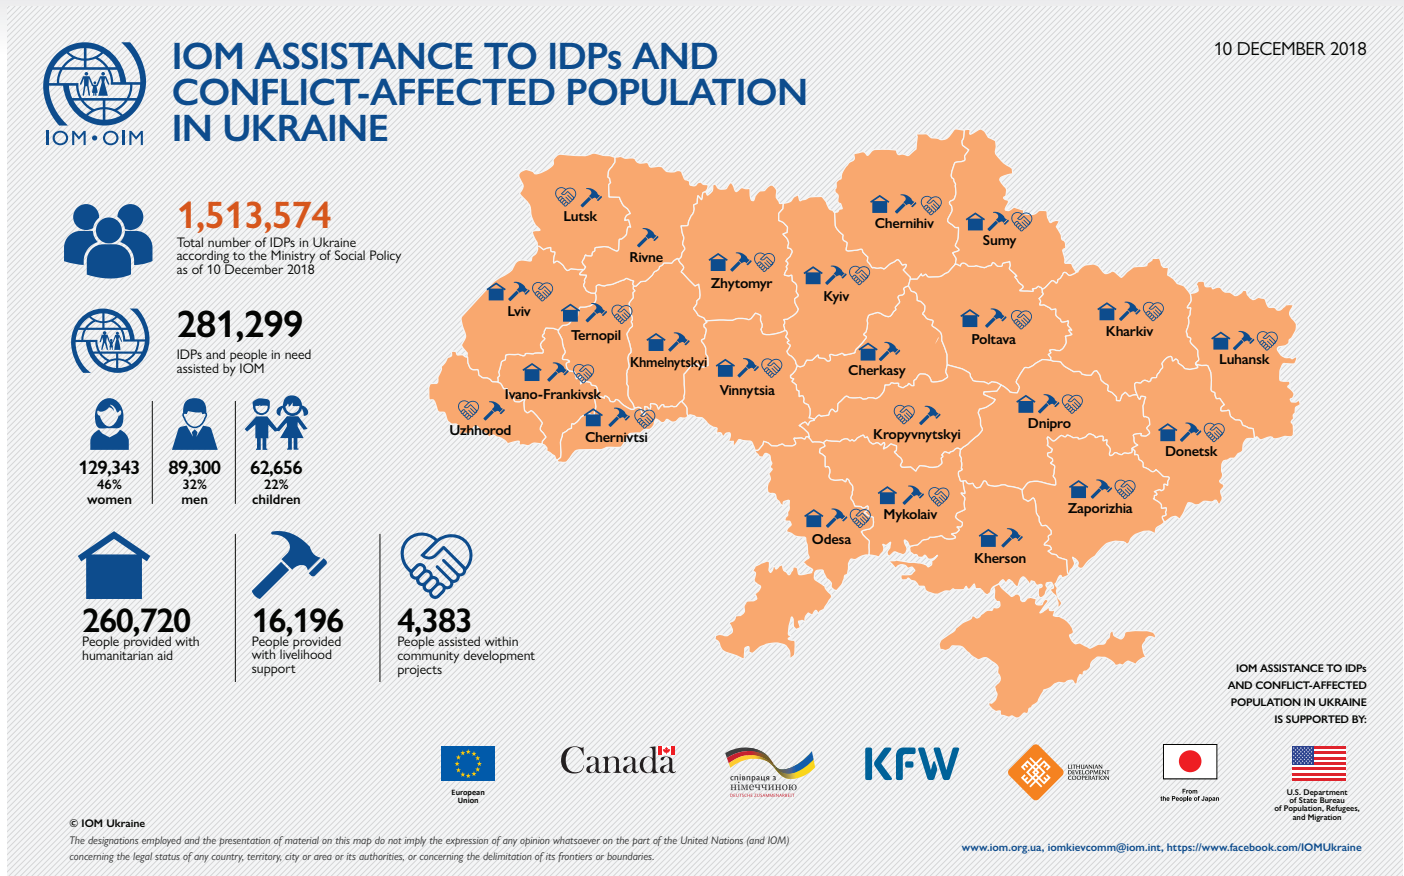 IOM • OIM
IOM ASSISTANCE TO IDPs AND
CONFLICT-AFFECTED POPULATION
IN UKRAINE
10 DECEMBER 2018
1,513,574
Total number of IDPs in Ukraine
according to the Ministry of Social Policy
as of 10 December 2018
281,299
IDPs and people in need
assisted by IOM
129,343
46%
women
89,300
32%
men
62,656
22%
children
260,720
People provided with
humanitarian aid
16,196
People provided
with livelihood
support
4,383
People assisted within
community development
projects
Lutsk
Rivne
Zhytomyr
Kyiv
Chernihiv
Sumy
Lviv
Ternopil
Khmelnytskyi
Vinnytsia
Cherkasy
Poltava
Kharkiv
Luhansk
Ivano-Frankivsk
Uzhhorod
Chernivtsi
Kropyvnytskyi
Dnipro
Donetsk
Odesa
Mykolaiv
Zaporizhia
Kherson
IOM ASSISTANCE TO IDPs
AND CONFLICT-AFFECTED
POPULATION IN UKRAINE
IS SUPPORTED BY:
European
Union
Canada
співпраця з
німеччиною
DEUTSCHE ZUSAMMENARBEIT
KFW
LITHUANIAN
DEVELOPMENT
COOPERATION
From
the People of Japan
U.S. Department
of State Bureau
of Population, Refugees,
and Migration
© IOM Ukraine
The designations employed and the presentation of material on this map do not imply the expression of any opinion whatsoever on the part of the United Nations (and IOM)
concerning the legal status of any country, territory, city or area or its authorities, or concerning the delimitation of its frontiers or boundaries.
www.iom.org.ua, iomkievcomm@iom.int, https://www.facebook.com/IOMUkraine